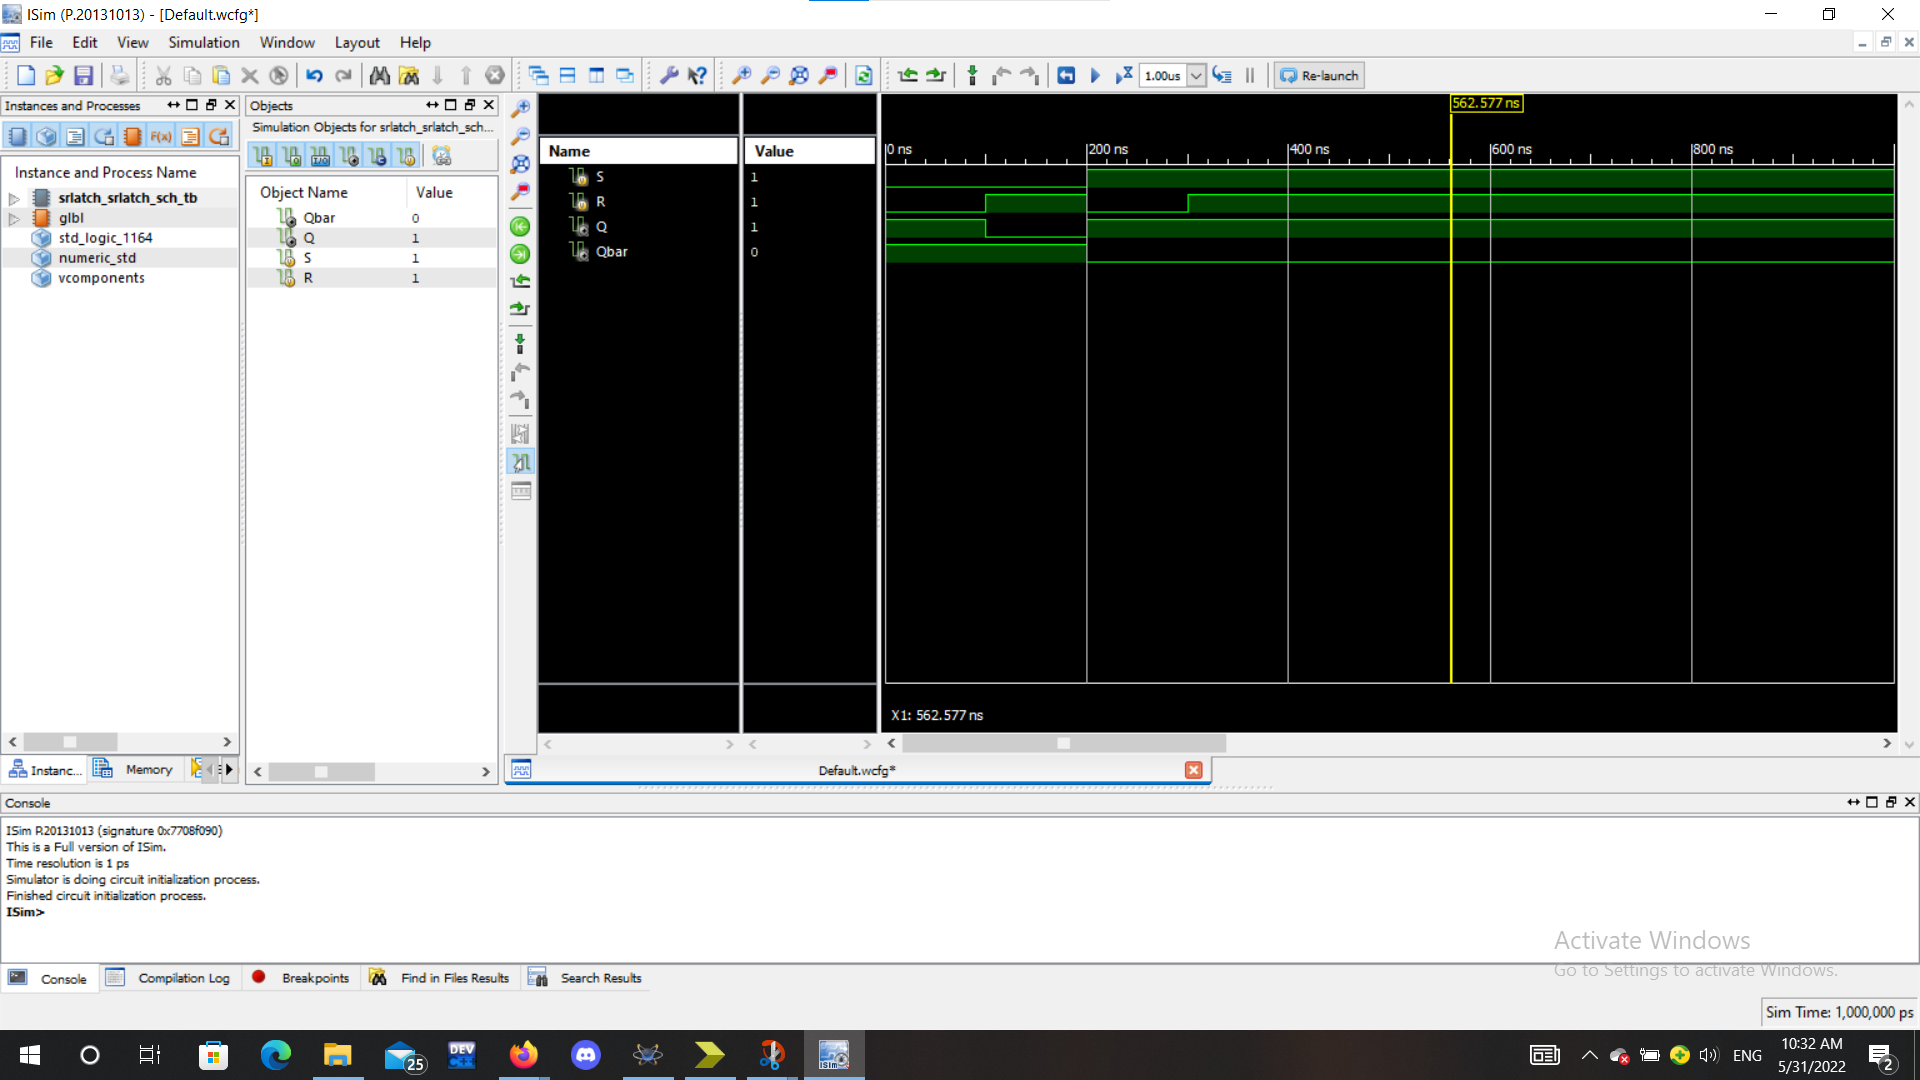 ISim (P.20131013) - [Default.wcfg*]
File Edit View Simulation Window Layout Help
1.00us Re-launch
Instances and Processes
F(x)
Instance and Process Name
srlatch_srlatch_sch_tb
glbl
std_logic_1164
numeric_std
vcomponents
Instanc... Memory
Objects
Simulation Objects for srlatch_srlatch_sch...
Object Name Value
Qbar 0
Q 1
S 1
R 1
Name Value
S 1
R 1
Q 1
Qbar 0
562.577 ns
0 ns 200 ns 400 ns 600 ns 800 ns
X1: 562.577 ns
Default.wcfg*
Console
ISim P.20131013 (signature 0x7708f090)
This is a Full version of ISim.
Time resolution is 1 ps
Simulator is doing circuit initialization process.
Finished circuit initialization process.
ISim>
Activate Windows
Go to Settings to activate Windows.
Console Compilation Log Breakpoints Find in Files Results Search Results
Sim Time: 1,000,000 ps
25 DEV ISim ENG 10:32 AM
5/31/2022 2